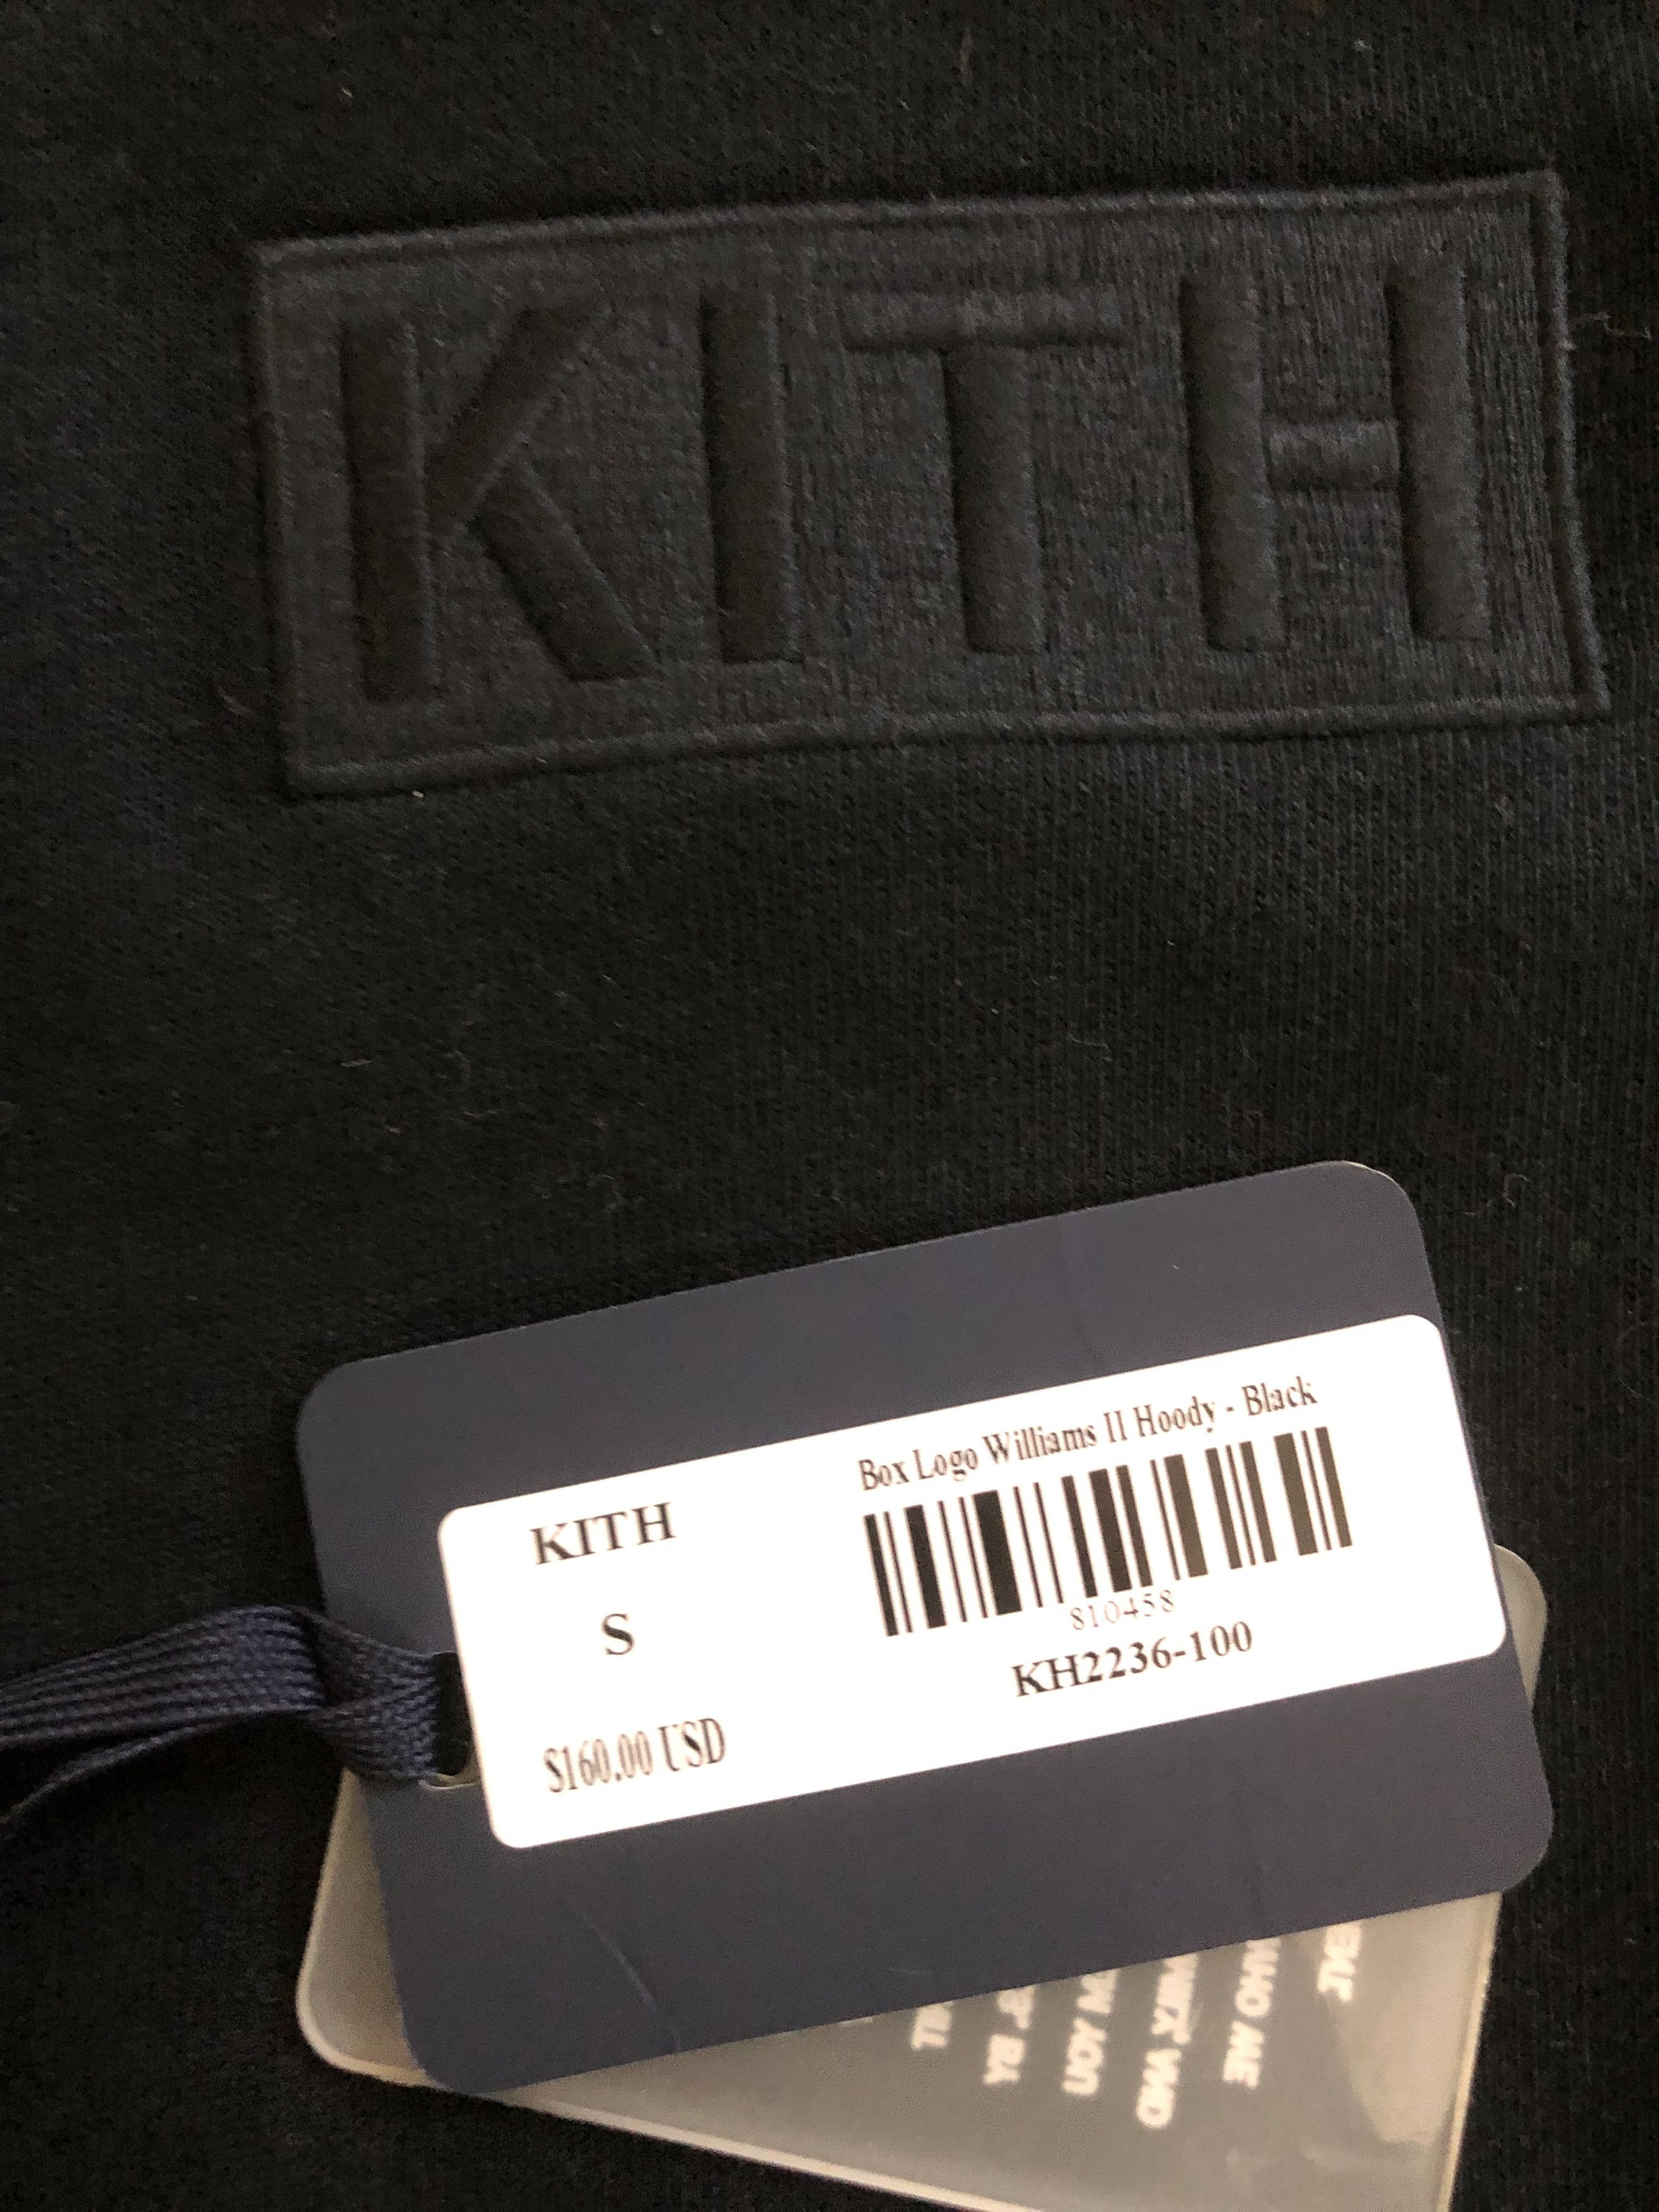 KITH
KITH
S
$160.00 USD
Box Logo Williams II Hoody - Black
810458
KH2236-100